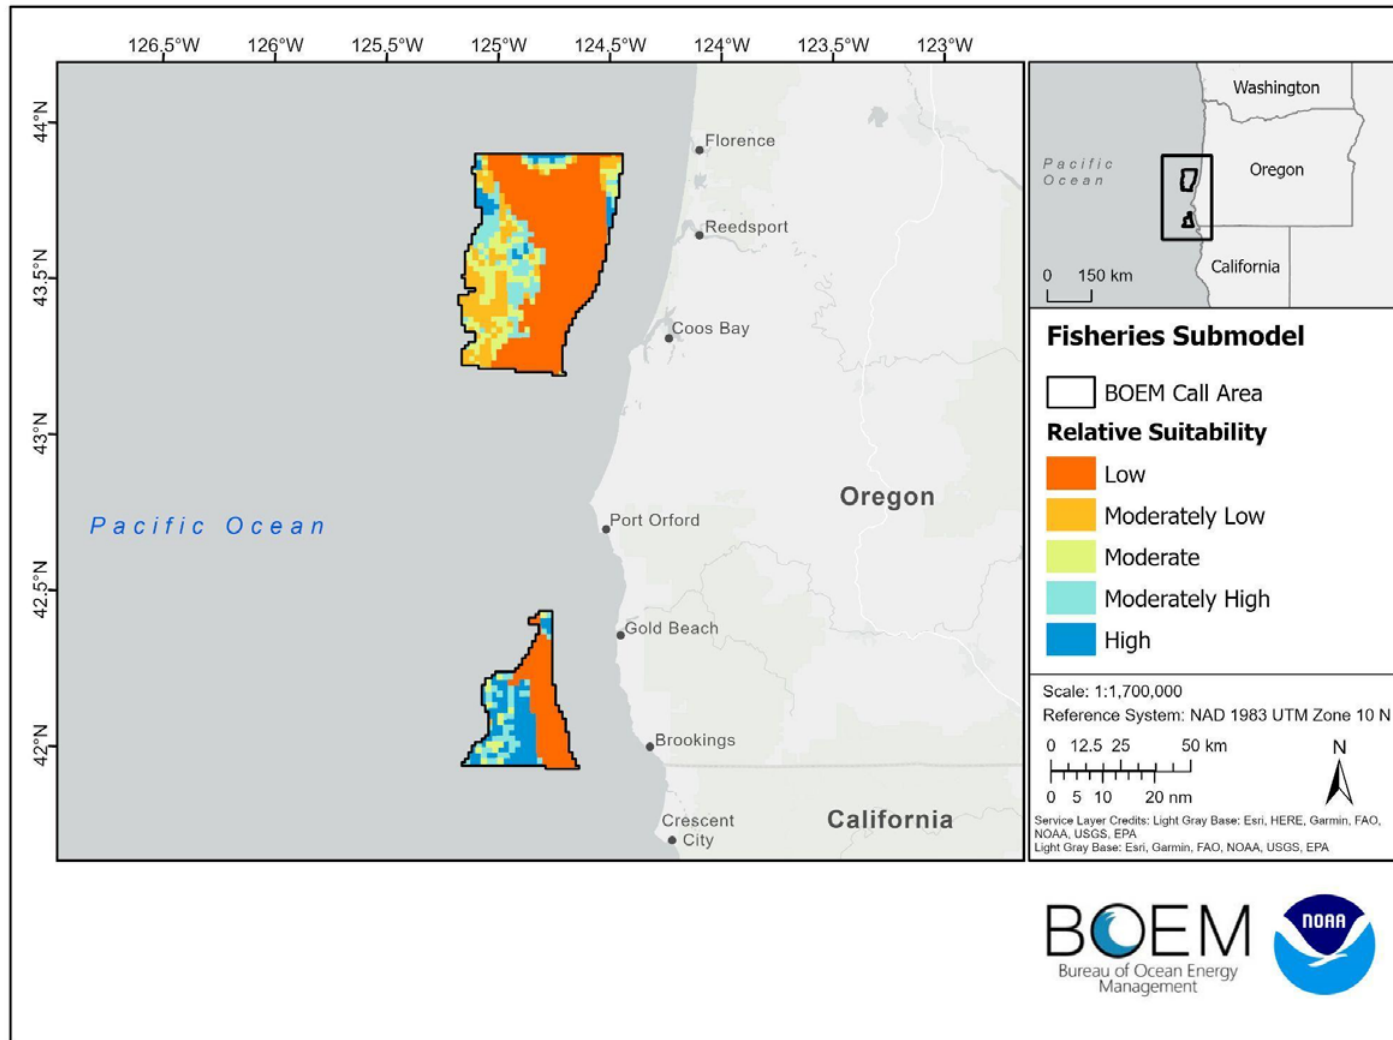 126.5°W 126°W 125.5°W 125°W 124.5°W 124°W 123.5°W 123°W
44°N
43.5°N
43°N
42.5°N
42°N
Florence
Reedsport
Coos Bay
Oregon
Pacific Ocean
Port Orford
Gold Beach
Brookings
California
Crescent
City
Washington
Pacific
Ocean
Oregon
California
0 150 km
Fisheries Submodel
BOEM Call Area
Relative Suitability
Low
Moderately Low
Moderate
Moderately High
High
Scale: 1:1,700,000
Reference System: NAD 1983 UTM Zone 10 N
0 12.5 25 50 km
N
0 5 10 20 nm
Service Layer Credits: Light Gray Base: Esri, HERE, Garmin, FAO,
NOAA, USGS, EPA
Light Gray Base: Esri, Garmin, FAO, NOAA, USGS, EPA
BOEM
Bureau of Ocean Energy
Management
NOAA